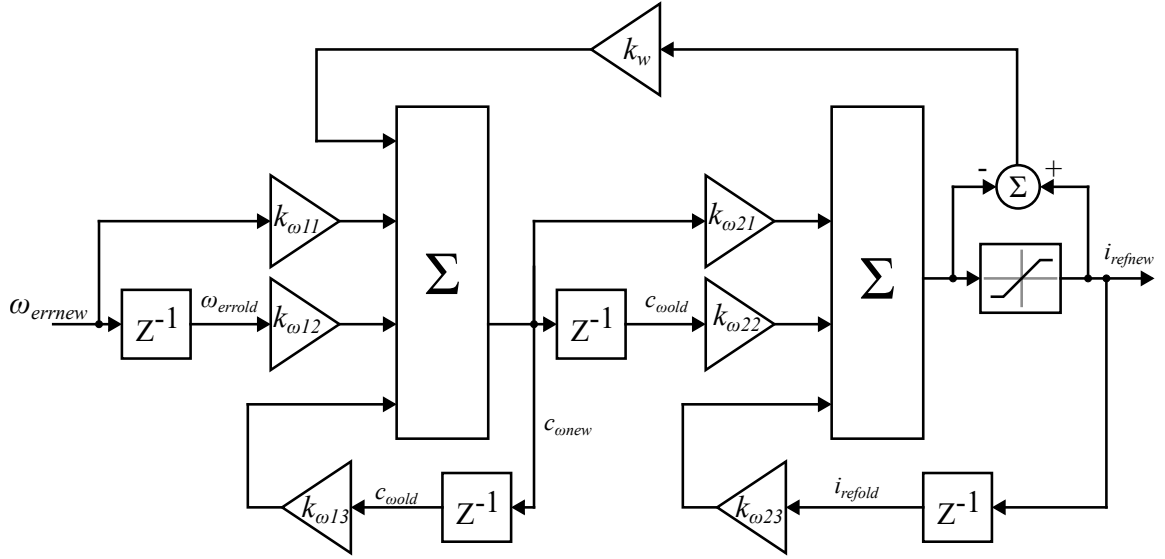 k_w
- Σ +
k_ω11 k_ω21
i_refnew
Σ Σ
ω_errnew Z⁻¹ ω_errold k_ω12 Z⁻¹ c_ωold k_ω22
c_ωnew
k_ω13 c_ωold Z⁻¹ k_ω23 i_refold Z⁻¹